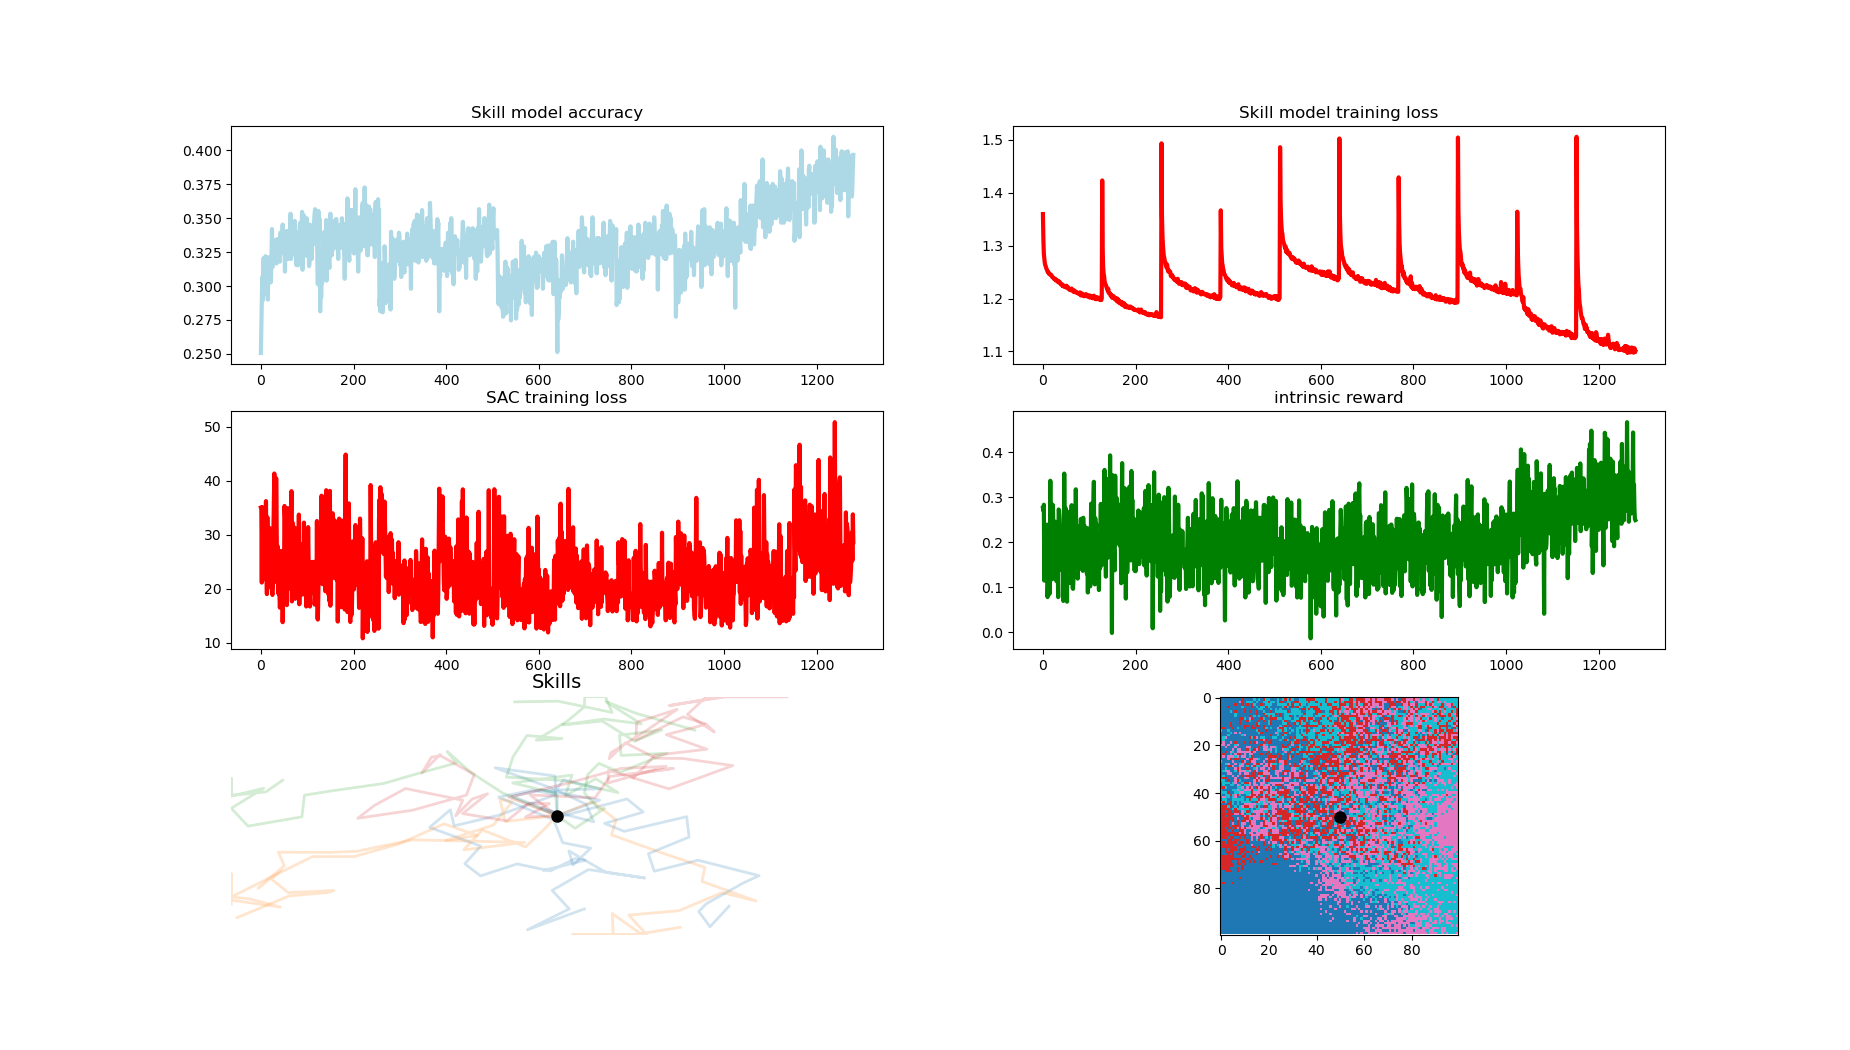 Skill model accuracy
0.400
0.375
0.350
0.325
0.300
0.275
0.250
0 200 400 600 800 1000 1200
Skill model training loss
1.5
1.4
1.3
1.2
1.1
0 200 400 600 800 1000 1200
SAC training loss
50
40
30
20
10
0 200 400 600 800 1000 1200
intrinsic reward
0.4
0.3
0.2
0.1
0.0
0 200 400 600 800 1000 1200
Skills
0
20
40
60
80
0 20 40 60 80